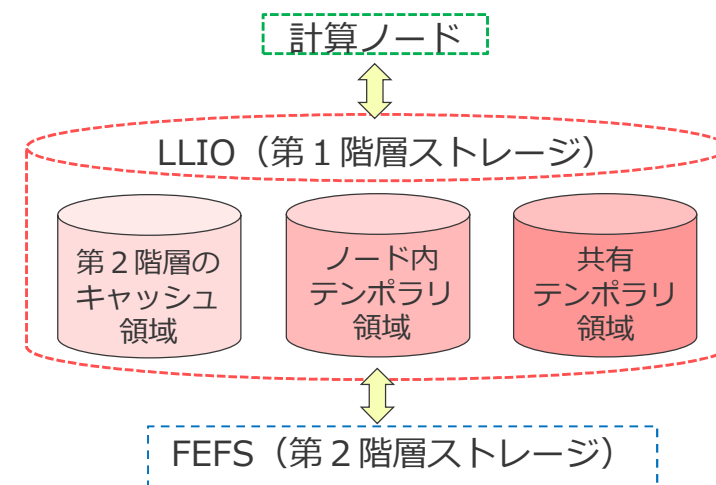 計算ノード
LLIO（第１階層ストレージ）
第２階層の
キャッシュ
領域
ノード内
テンポラリ
領域
共有
テンポラリ
領域
FEFS（第２階層ストレージ）